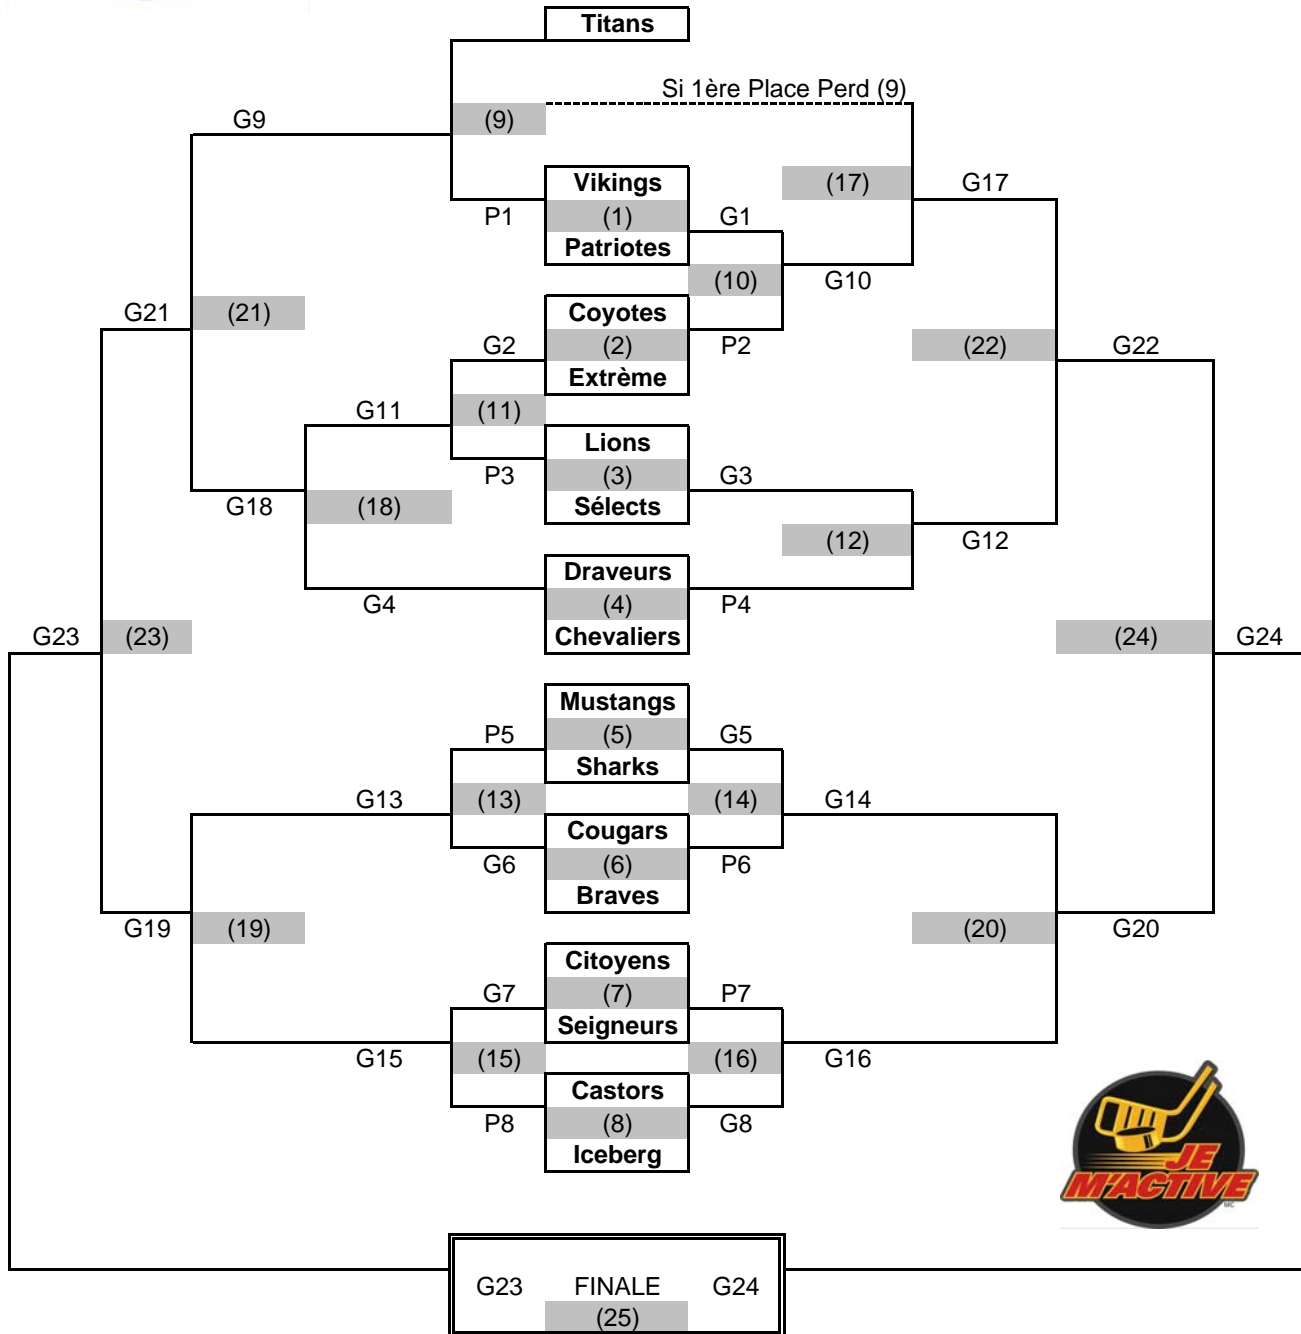 Titans
Si 1ère Place Perd (9)
G9 (9)
Vikings (17) G17
P1 (1) G1
Patriotes
(10) G10
G21 (21) Coyotes
G2 (2) P2 (22) G22
Extrème
G11 (11)
Lions
P3 (3) G3
G18 (18) Sélects
(12) G12
Draveurs
G4 (4) P4
G23 (23) Chevaliers (24) G24
Mustangs
P5 (5) G5
Sharks
G13 (13) (14) G14
Cougars
G6 (6) P6
Braves
G19 (19) (20) G20
Citoyens
G7 (7) P7
Seigneurs
G15 (15) (16) G16
Castors
P8 (8) G8
Iceberg
JE
M'ACTIVE
MC
G23 FINALE G24
(25)